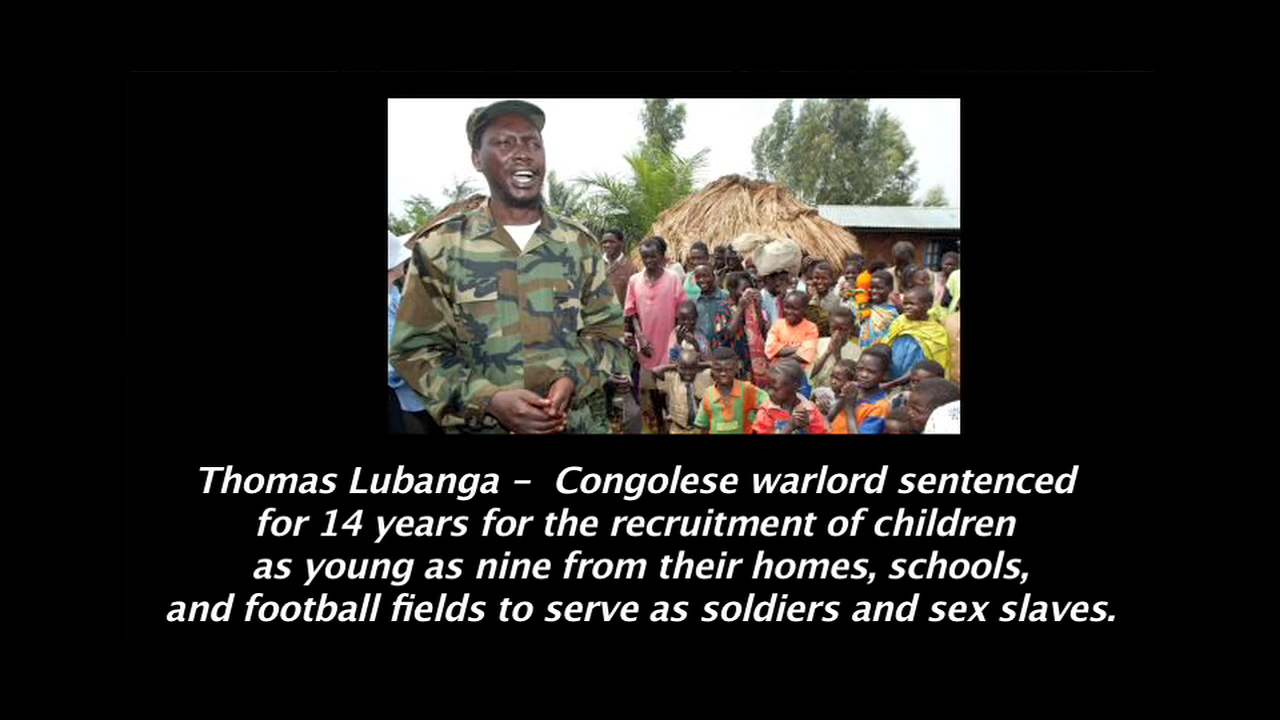 Thomas Lubanga – Congolese warlord sentenced
for 14 years for the recruitment of children
as young as nine from their homes, schools,
and football fields to serve as soldiers and sex slaves.